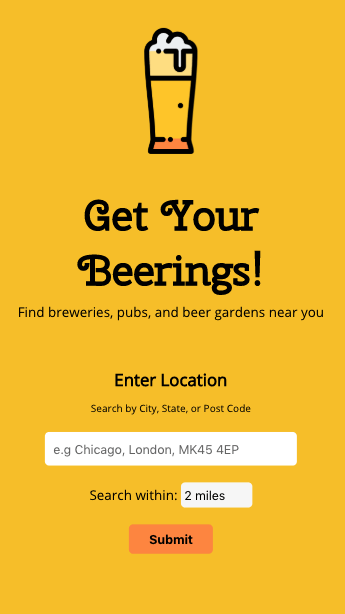 Get Your
Beerings!
Find breweries, pubs, and beer gardens near you
Enter Location
Search by City, State, or Post Code
e.g Chicago, London, MK45 4EP
Search within: 2 miles
Submit